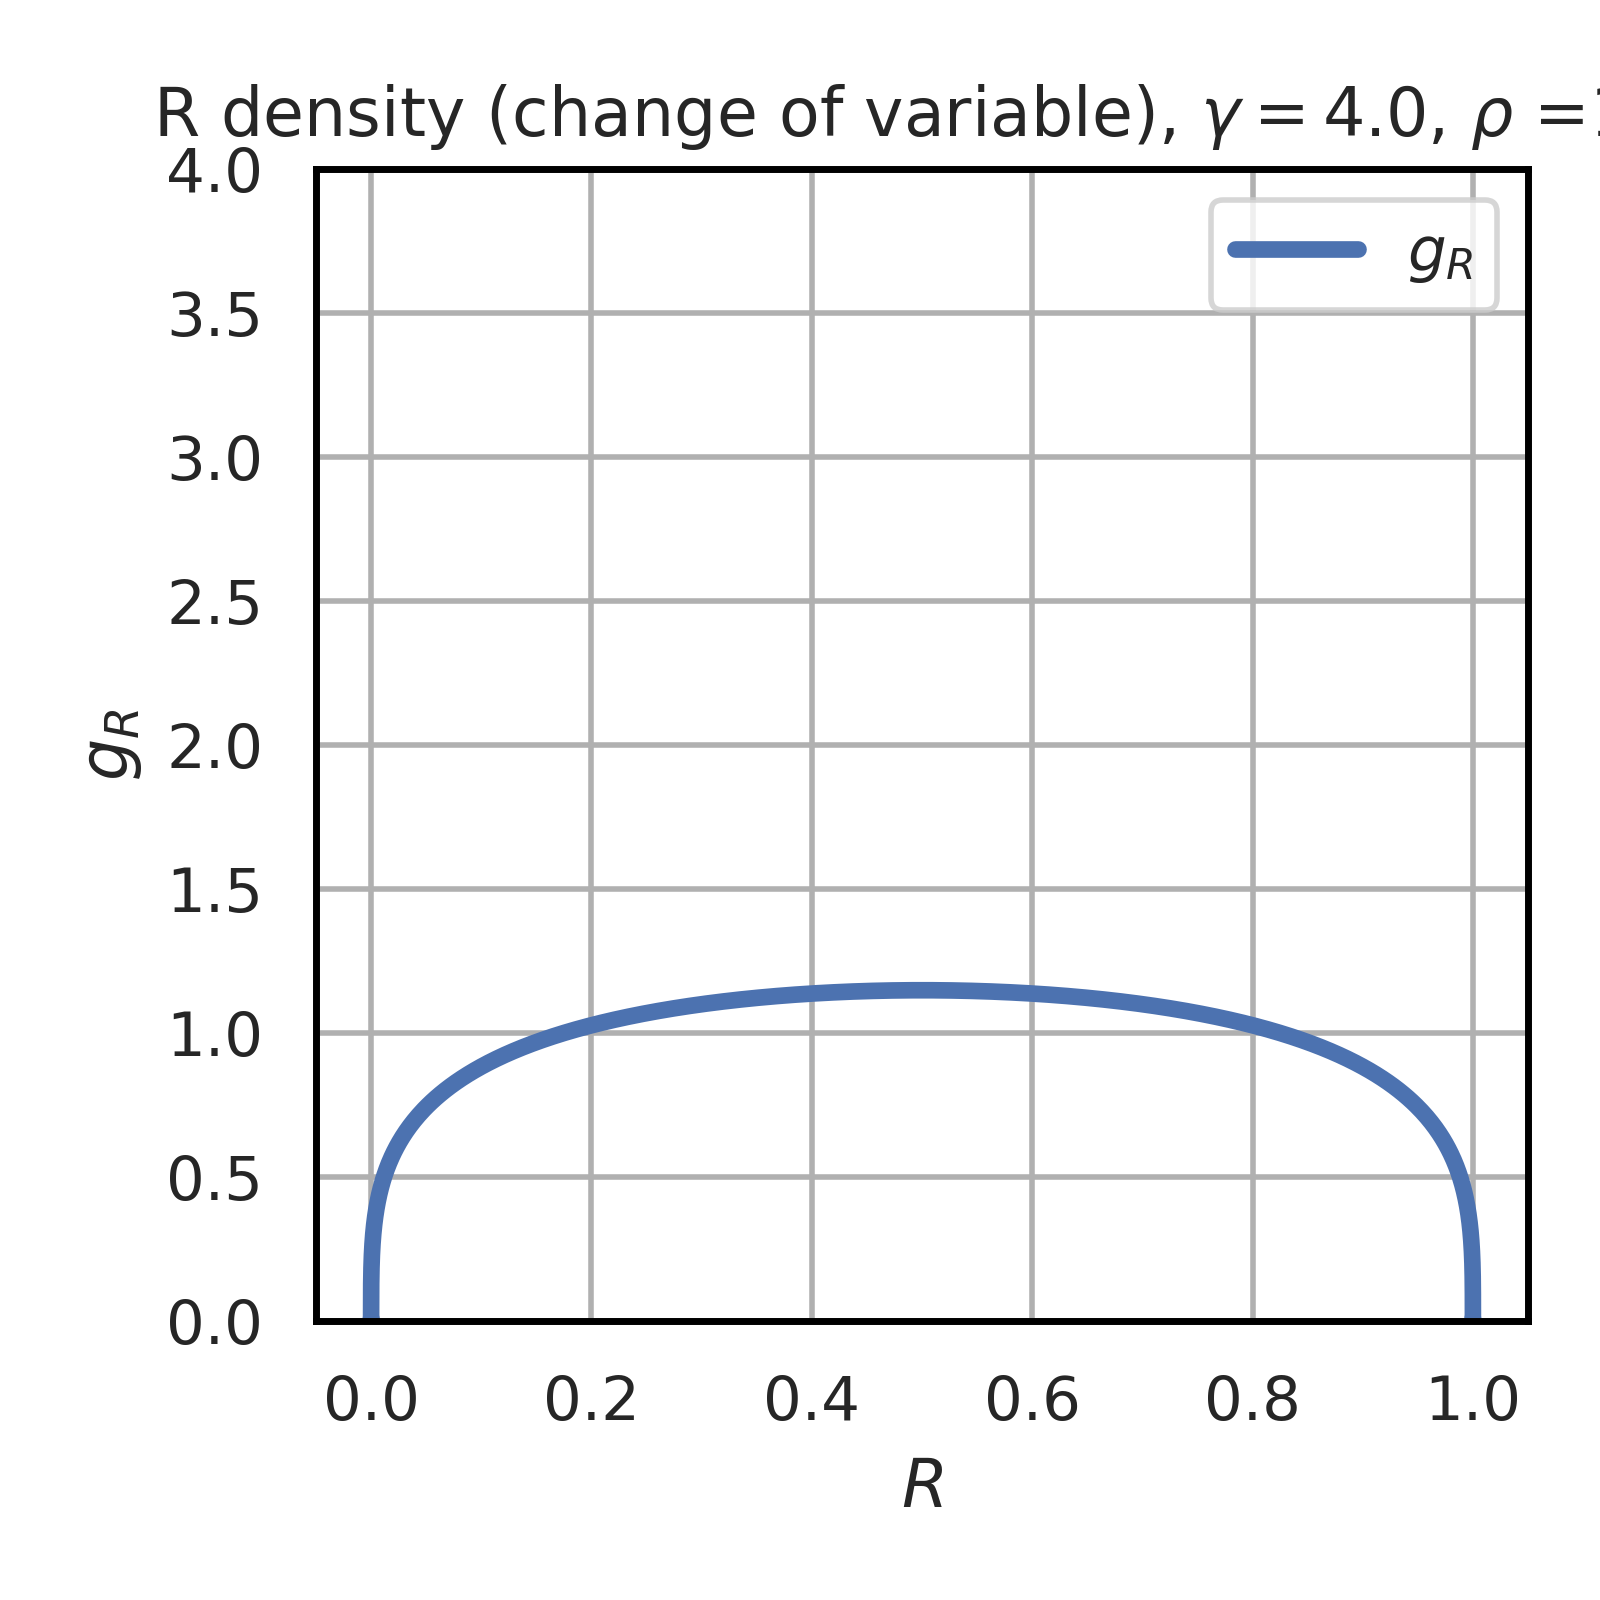 R density (change of variable), γ = 4.0, ρ =
4.0
3.5
3.0
2.5
2.0
1.5
1.0
0.5
0.0
g_R
g_R
0.0 0.2 0.4 0.6 0.8 1.0
R